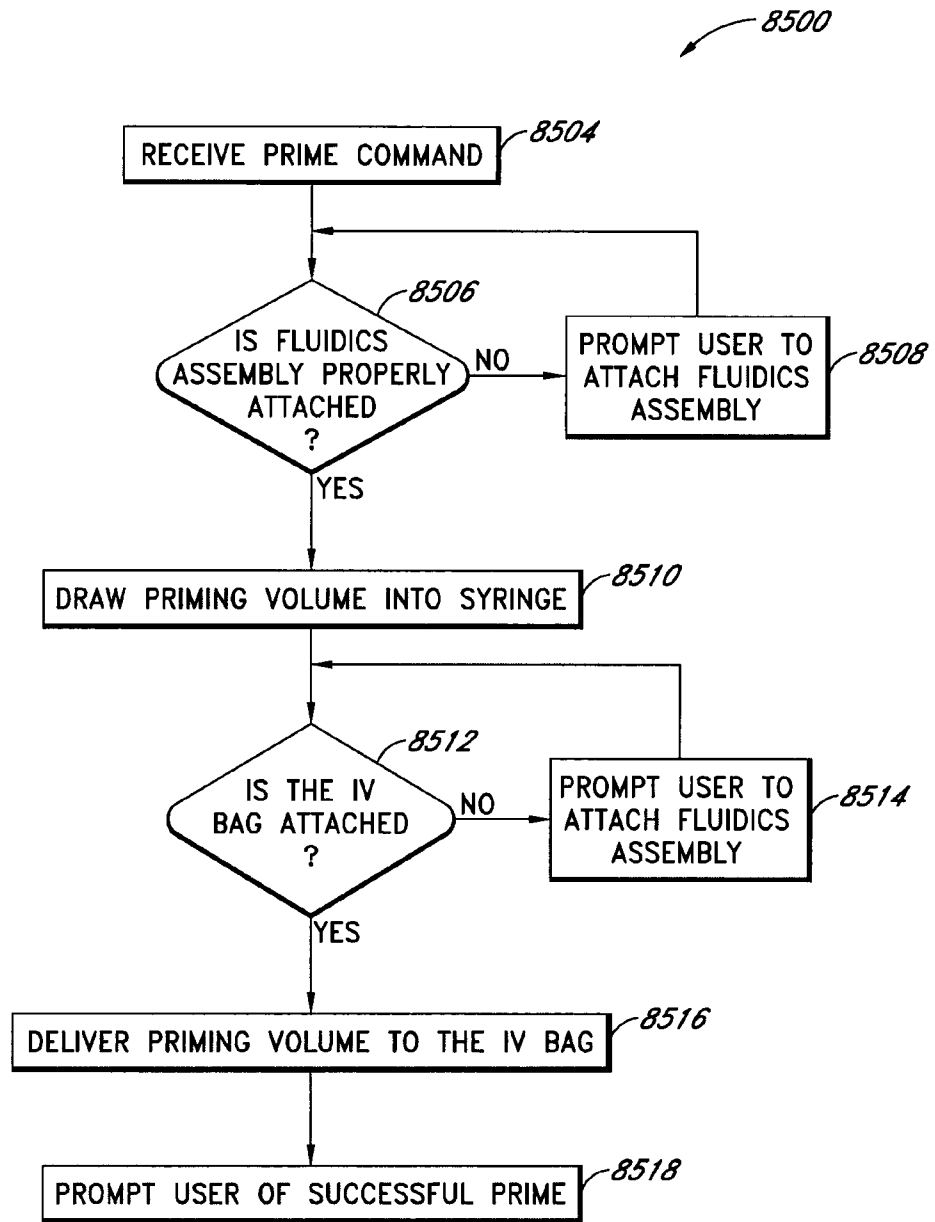 8500
8504
RECEIVE PRIME COMMAND
8506
IS FLUIDICS
ASSEMBLY PROPERLY
ATTACHED
?
NO
PROMPT USER TO
ATTACH FLUIDICS
ASSEMBLY
8508
YES
8510
DRAW PRIMING VOLUME INTO SYRINGE
8512
IS THE IV
BAG ATTACHED
?
NO
PROMPT USER TO
ATTACH FLUIDICS
ASSEMBLY
8514
YES
8516
DELIVER PRIMING VOLUME TO THE IV BAG
8518
PROMPT USER OF SUCCESSFUL PRIME